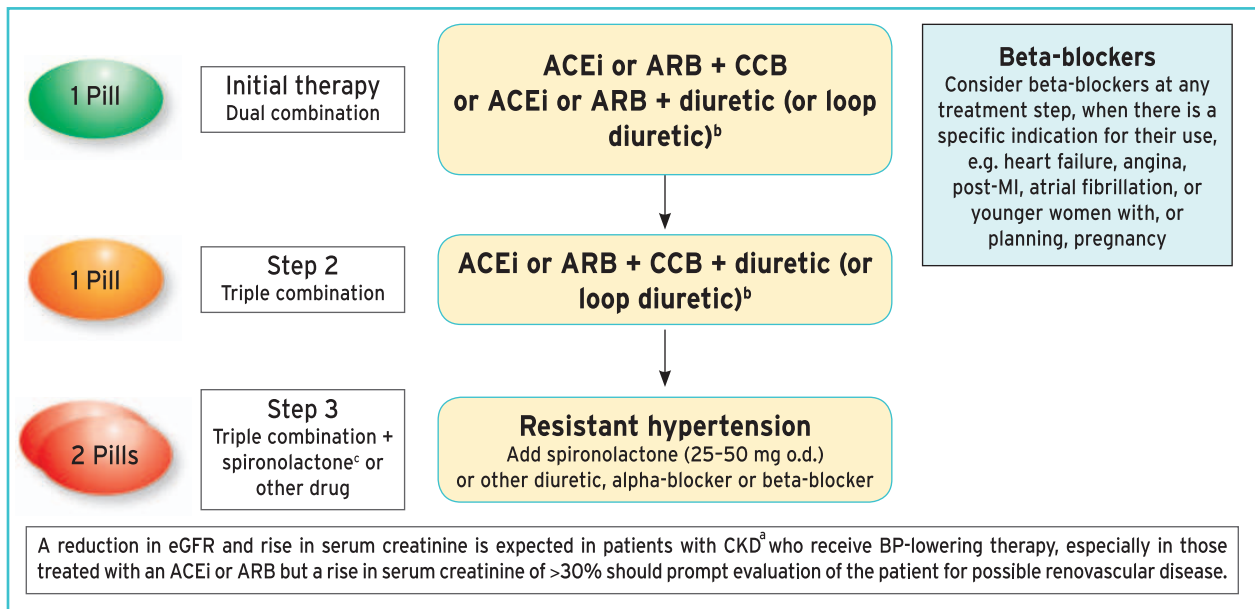 1 Pill
Initial therapy
Dual combination
ACEi or ARB + CCB
or ACEi or ARB + diuretic (or loop
diuretic)ᵇ
Beta-blockers
Consider beta-blockers at any
treatment step, when there is a
specific indication for their use,
e.g. heart failure, angina,
post-MI, atrial fibrillation, or
younger women with, or
planning, pregnancy
1 Pill
Step 2
Triple combination
ACEi or ARB + CCB + diuretic (or
loop diuretic)ᵇ
2 Pills
Step 3
Triple combination +
spironolactoneᶜ or
other drug
Resistant hypertension
Add spironolactone (25–50 mg o.d.)
or other diuretic, alpha-blocker or beta-blocker
A reduction in eGFR and rise in serum creatinine is expected in patients with CKDᵃ who receive BP-lowering therapy, especially in those
treated with an ACEi or ARB but a rise in serum creatinine of >30% should prompt evaluation of the patient for possible renovascular disease.